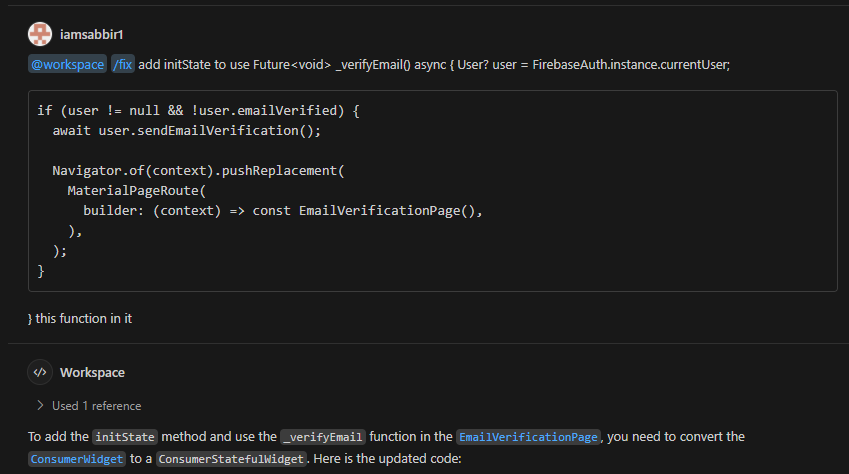 iamsabbir1
@workspace /fix add initState to use Future<void> _verifyEmail() async { User? user = FirebaseAuth.instance.currentUser;
if (user != null && !user.emailVerified) {
  await user.sendEmailVerification();

  Navigator.of(context).pushReplacement(
    MaterialPageRoute(
      builder: (context) => const EmailVerificationPage(),
    ),
  );
}
} this function in it
Workspace
Used 1 reference
To add the initState method and use the _verifyEmail function in the EmailVerificationPage, you need to convert the
ConsumerWidget to a ConsumerStatefulWidget. Here is the updated code: